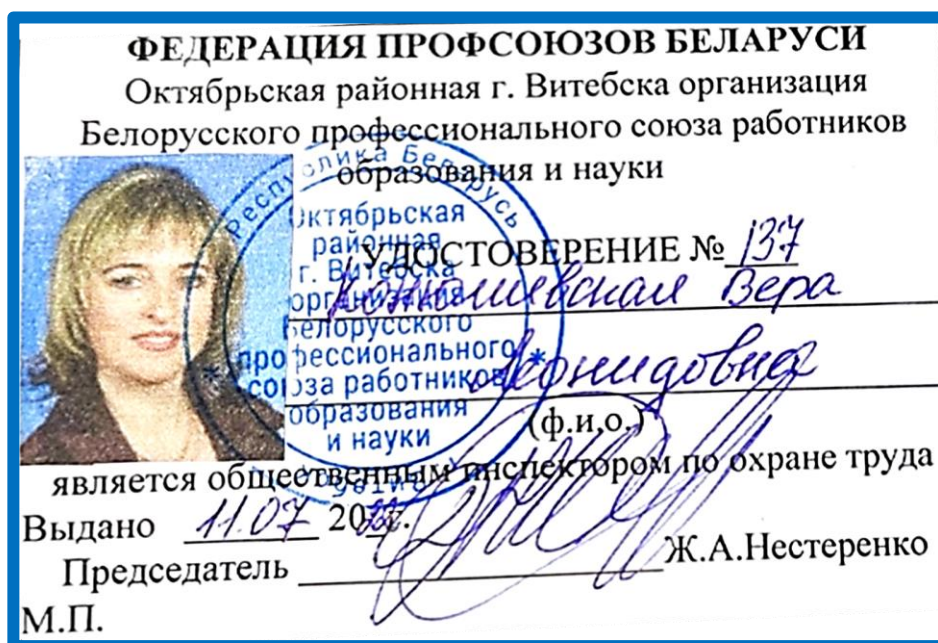 ФЕДЕРАЦИЯ ПРОФСОЮЗОВ БЕЛАРУСИ
Октябрьская районная г. Витебска организация
Белорусского профессионального союза работников
образования и науки
УДОСТОВЕРЕНИЕ № 137
Вера
Леонидовна
(ф.и,о.)
является общественным инспектором по охране труда
Выдано 11.07 20 г.
Председатель Ж.А.Нестеренко
М.П.
Республика Беларусь
Октябрьская
районная
г. Витебска
организация
Белорусского
профессионального
союза работников
образования
и науки